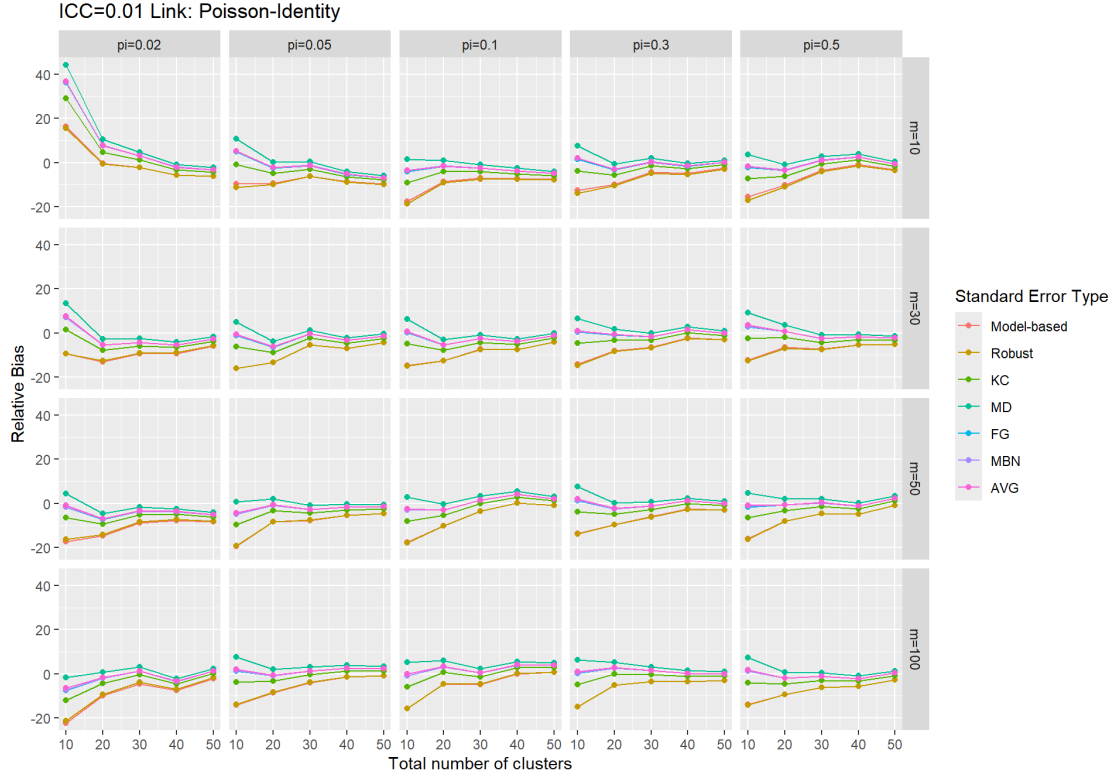 ICC=0.01 Link: Poisson-Identity
pi=0.02 pi=0.05 pi=0.1 pi=0.3 pi=0.5
40
20
0
-20
m=10
40
20
0
-20
m=30
40
20
0
-20
m=50
40
20
0
-20
m=100
Relative Bias
10 20 30 40 50 10 20 30 40 50 10 20 30 40 50 10 20 30 40 50 10 20 30 40 50
Total number of clusters
Standard Error Type
Model-based
Robust
KC
MD
FG
MBN
AVG